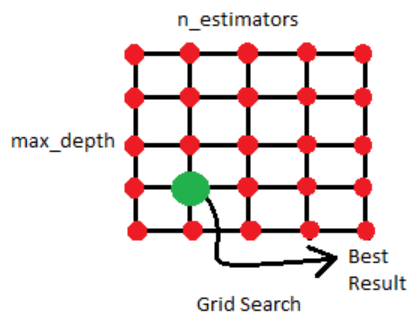 n_estimators
max_depth
Best
Result
Grid Search